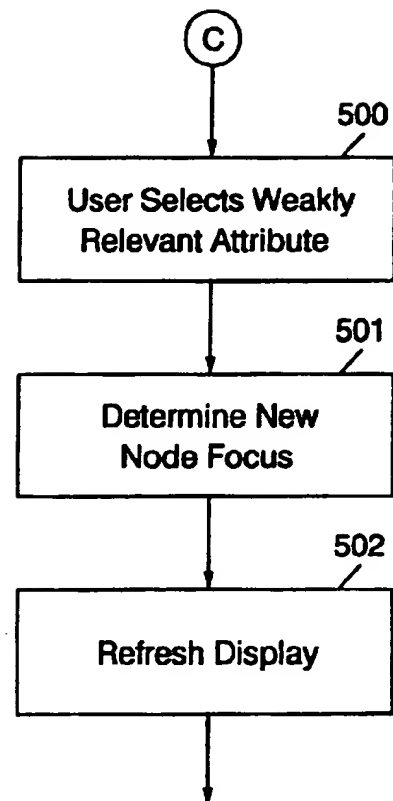 C
500
User Selects Weakly
Relevant Attribute
501
Determine New
Node Focus
502
Refresh Display